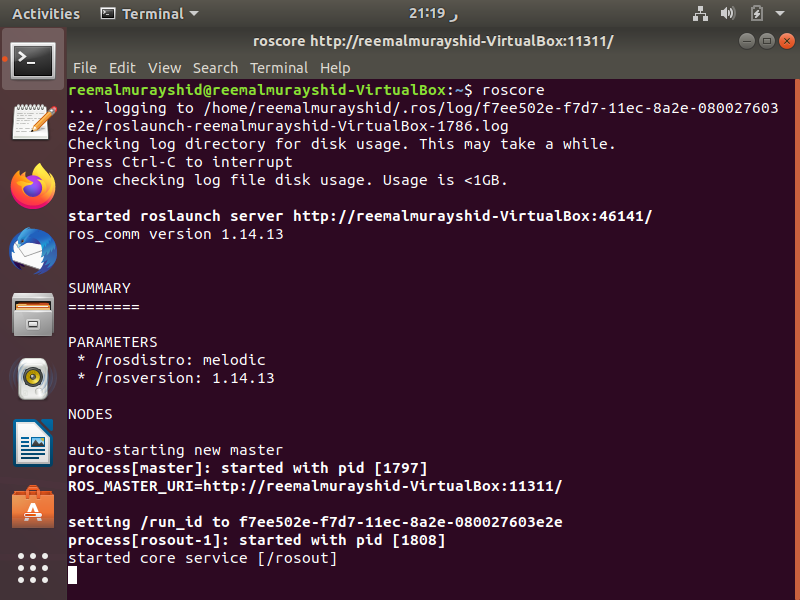 Activities Terminal 21:19 ر
roscore http://reemalmurayshid-VirtualBox:11311/
File Edit View Search Terminal Help
reemalmurayshid@reemalmurayshid-VirtualBox:~$ roscore
... logging to /home/reemalmurayshid/.ros/log/f7ee502e-f7d7-11ec-8a2e-080027603
e2e/roslaunch-reemalmurayshid-VirtualBox-1786.log
Checking log directory for disk usage. This may take a while.
Press Ctrl-C to interrupt
Done checking log file disk usage. Usage is <1GB.
started roslaunch server http://reemalmurayshid-VirtualBox:46141/
ros_comm version 1.14.13
SUMMARY
========
PARAMETERS
* /rosdistro: melodic
* /rosversion: 1.14.13
NODES
auto-starting new master
process[master]: started with pid [1797]
ROS_MASTER_URI=http://reemalmurayshid-VirtualBox:11311/
setting /run_id to f7ee502e-f7d7-11ec-8a2e-080027603e2e
process[rosout-1]: started with pid [1808]
started core service [/rosout]